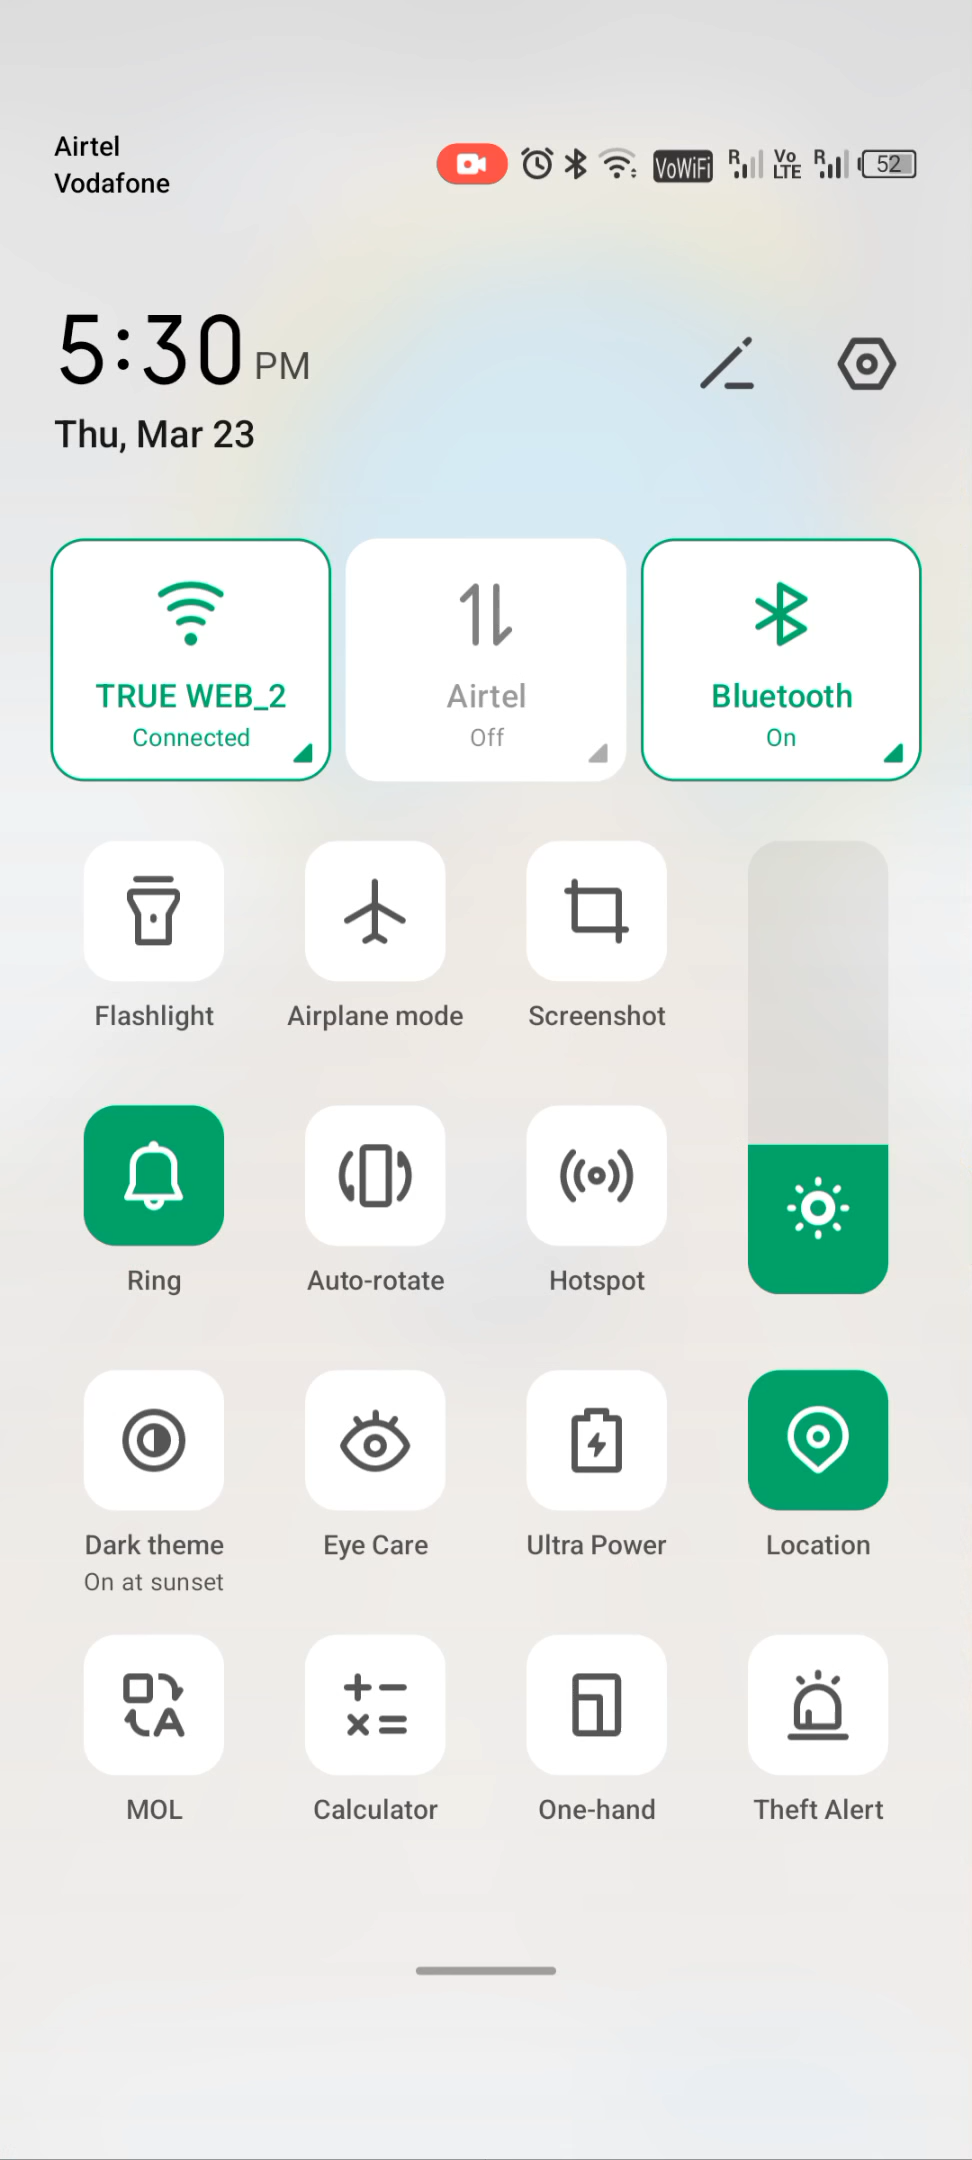 Airtel
Vodafone
VoWiFi R Vo LTE R 52
5:30 PM
Thu, Mar 23
TRUE WEB_2
Connected
Airtel
Off
Bluetooth
On
Flashlight
Airplane mode
Screenshot
Ring
Auto-rotate
Hotspot
Dark theme
On at sunset
Eye Care
Ultra Power
Location
MOL
Calculator
One-hand
Theft Alert